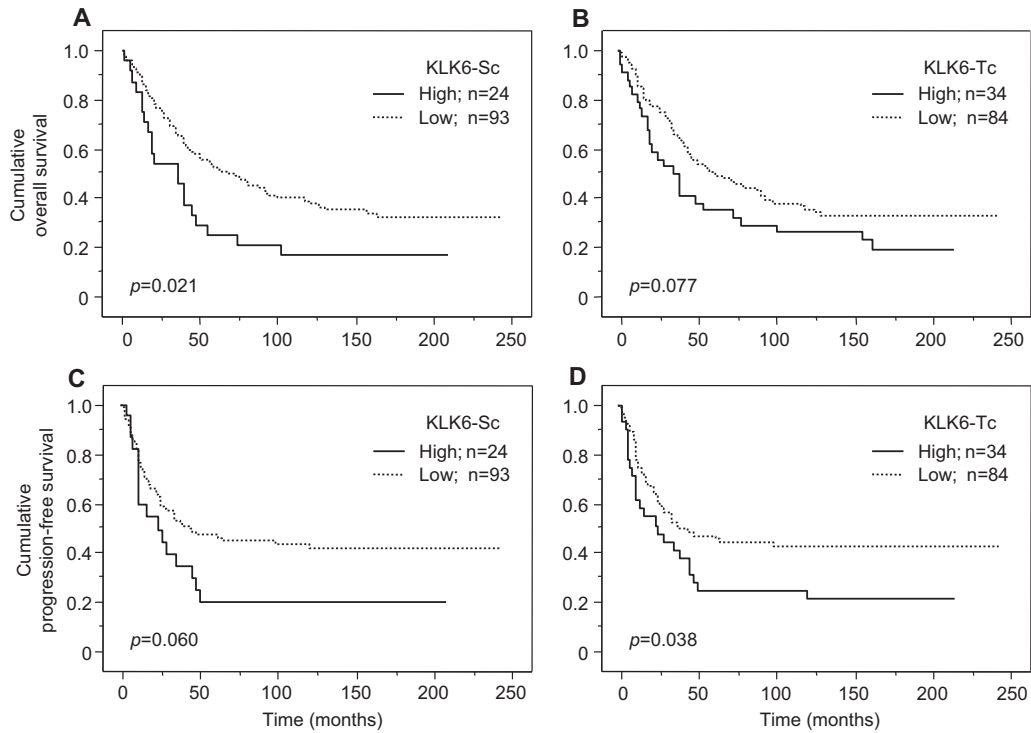 A
KLK6-Sc
High; n=24
Low; n=93
1.0
0.8
0.6
0.4
0.2
0
Cumulative
overall survival
p=0.021
0 50 100 150 200 250
B
KLK6-Tc
High; n=34
Low; n=84
1.0
0.8
0.6
0.4
0.2
0
p=0.077
0 50 100 150 200 250
C
KLK6-Sc
High; n=24
Low; n=93
1.0
0.8
0.6
0.4
0.2
0
Cumulative
progression-free survival
p=0.060
0 50 100 150 200 250
Time (months)
D
KLK6-Tc
High; n=34
Low; n=84
1.0
0.8
0.6
0.4
0.2
0
p=0.038
0 50 100 150 200 250
Time (months)